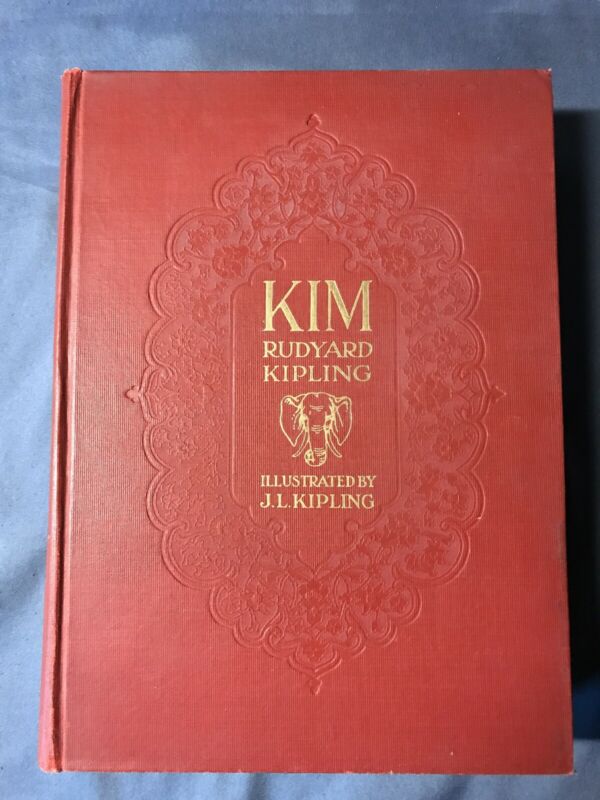 KIM
RUDYARD
KIPLING
ILLUSTRATED BY
J.L.KIPLING